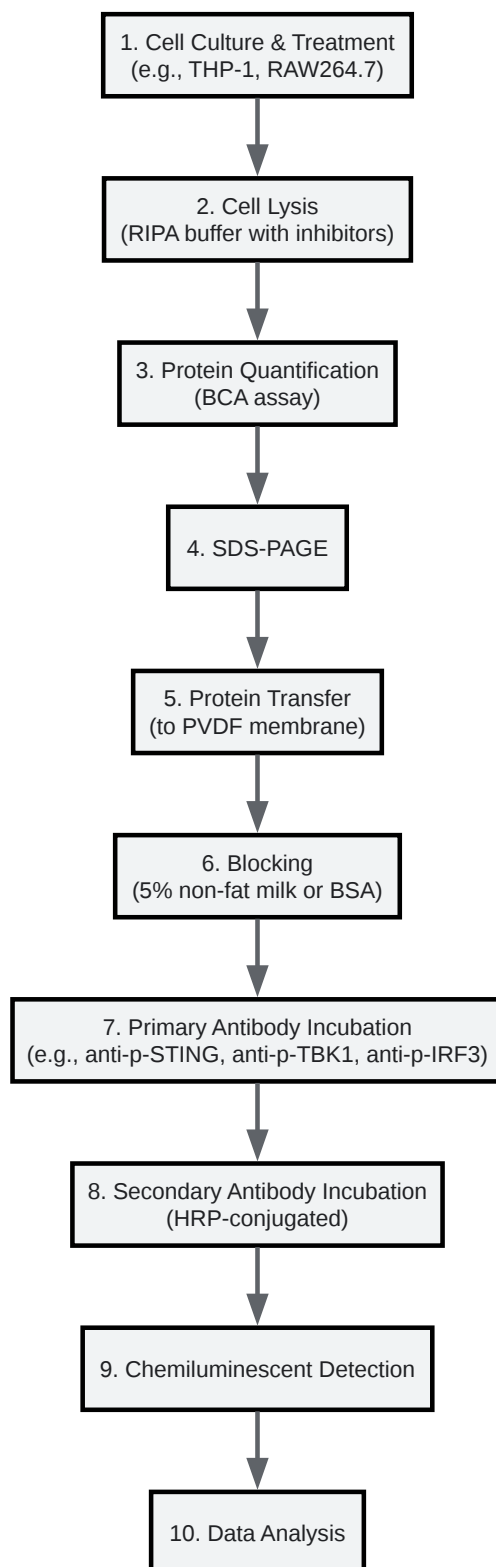 1. Cell Culture & Treatment
(e.g., THP-1, RAW264.7)
2. Cell Lysis
(RIPA buffer with inhibitors)
3. Protein Quantification
(BCA assay)
4. SDS-PAGE
5. Protein Transfer
(to PVDF membrane)
6. Blocking
(5% non-fat milk or BSA)
7. Primary Antibody Incubation
(e.g., anti-p-STING, anti-p-TBK1, anti-p-IRF3)
8. Secondary Antibody Incubation
(HRP-conjugated)
9. Chemiluminescent Detection
10. Data Analysis